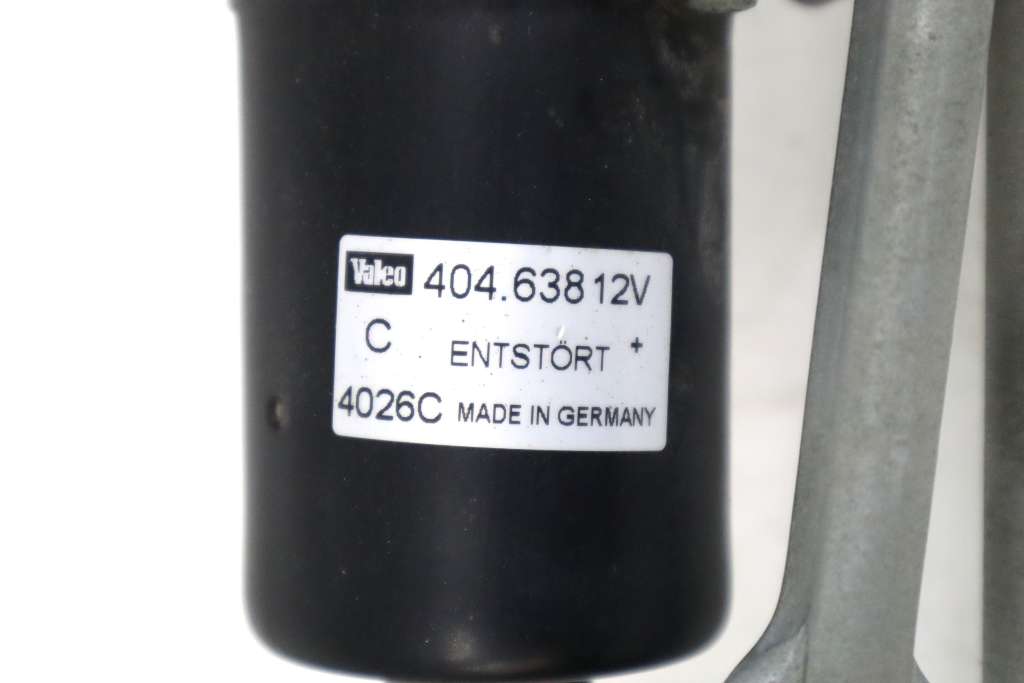 Valeo 404.638 12V
C ENTSTÖRT +
4026C MADE IN GERMANY